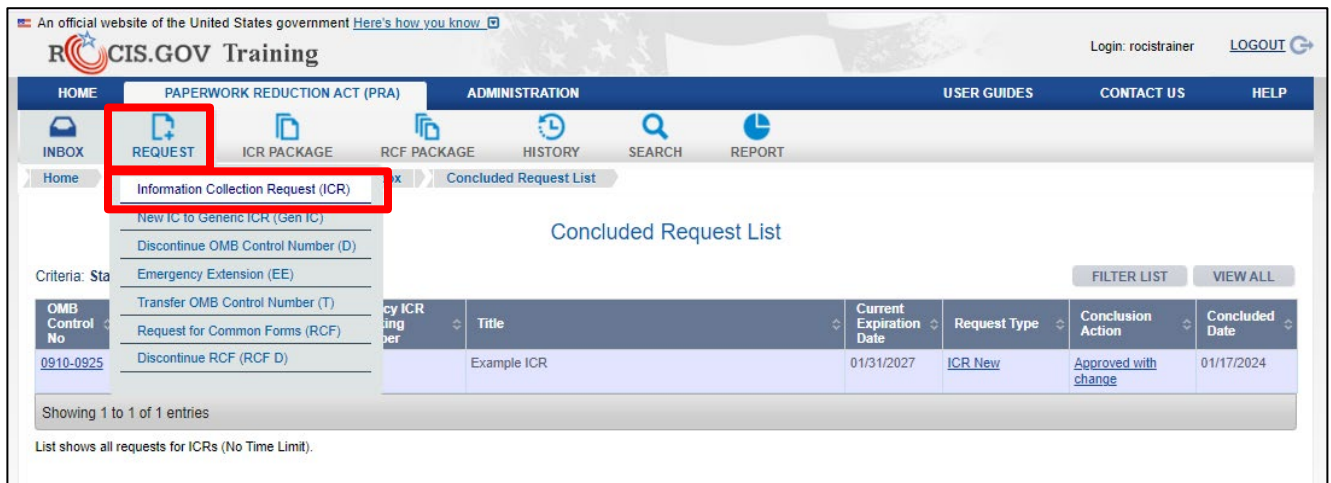 An official website of the United States government Here's how you know
ROCIS.GOV Training
Login: rocistrainer LOGOUT
HOME PAPERWORK REDUCTION ACT (PRA) ADMINISTRATION USER GUIDES CONTACT US HELP
INBOX REQUEST ICR PACKAGE RCF PACKAGE HISTORY SEARCH REPORT
Home Concluded Request List
Information Collection Request (ICR)
New IC to Generic ICR (Gen IC)
Discontinue OMB Control Number (D)
Emergency Extension (EE)
Transfer OMB Control Number (T)
Request for Common Forms (RCF)
Discontinue RCF (RCF D)
Concluded Request List
Criteria: FILTER LIST VIEW ALL
OMB Control No ICR Title Current Expiration Date Request Type Conclusion Action Concluded Date
0910-0925 Example ICR 01/31/2027 ICR New Approved with change 01/17/2024
Showing 1 to 1 of 1 entries
List shows all requests for ICRs (No Time Limit).